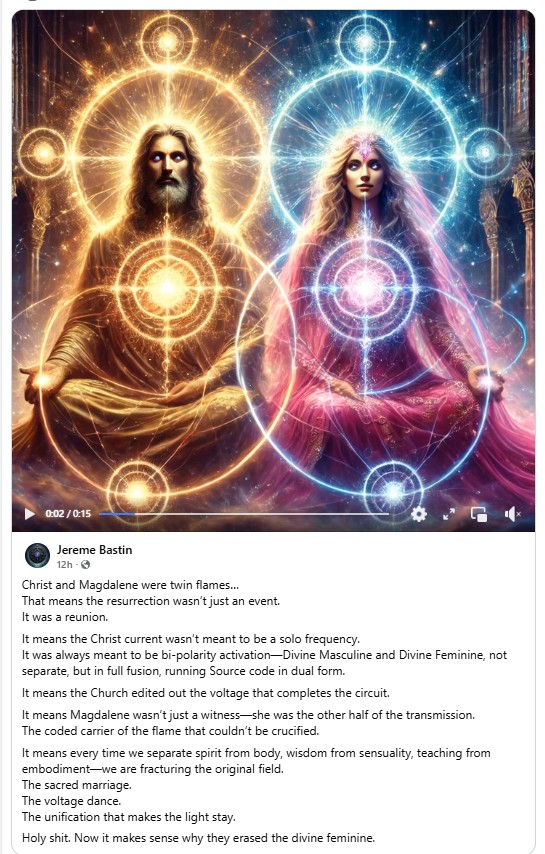 0:02 / 0:15
Jereme Bastin
12h ·
Christ and Magdalene were twin flames...
That means the resurrection wasn't just an event.
It was a reunion.
It means the Christ current wasn't meant to be a solo frequency.
It was always meant to be bi-polarity activation—Divine Masculine and Divine Feminine, not
separate, but in full fusion, running Source code in dual form.
It means the Church edited out the voltage that completes the circuit.
It means Magdalene wasn't just a witness—she was the other half of the transmission.
The coded carrier of the flame that couldn't be crucified.
It means every time we separate spirit from body, wisdom from sensuality, teaching from
embodiment—we are fracturing the original field.
The sacred marriage.
The voltage dance.
The unification that makes the light stay.
Holy shit. Now it makes sense why they erased the divine feminine.